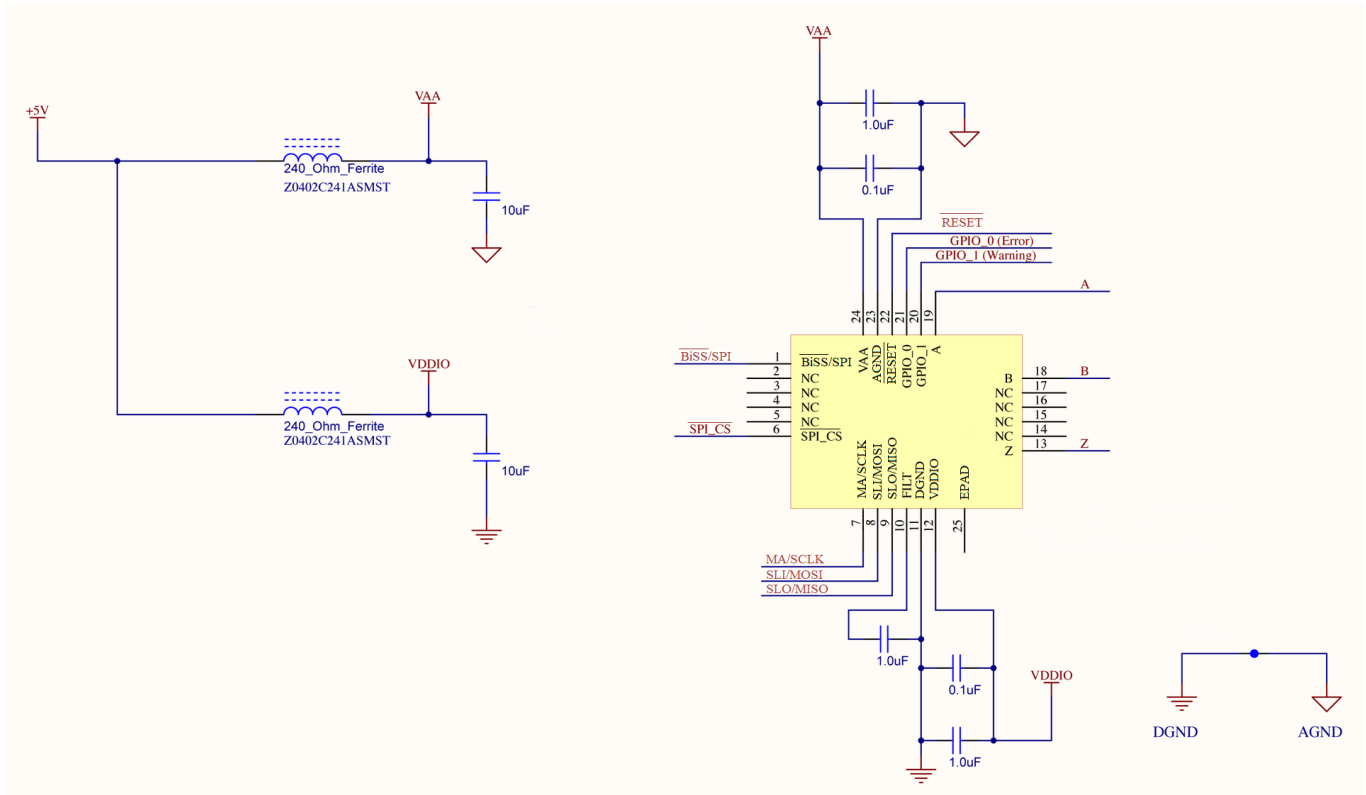 +5V
VAA
240_Ohm_Ferrite
Z0402C241ASMST
10uF
VDDIO
240_Ohm_Ferrite
Z0402C241ASMST
10uF
VAA
1.0uF
0.1uF
RESET
GPIO_0 (Error)
GPIO_1 (Warning)
A
24
23
22
21
20
19
VAA
AGND
RESET
GPIO_0
GPIO_1
A
BiSS/SPI
1
BiSS/SPI
2
NC
3
NC
4
NC
5
NC
SPI_CS
6
SPI_CS
B
18
B
NC
17
NC
16
NC
15
NC
14
Z
13
Z
MA/SCLK
SLI/MOSI
SLO/MISO
FILT
DGND
VDDIO
EPAD
7
8
9
10
11
12
25
MA/SCLK
SLI/MOSI
SLO/MISO
1.0uF
0.1uF
VDDIO
1.0uF
DGND
AGND